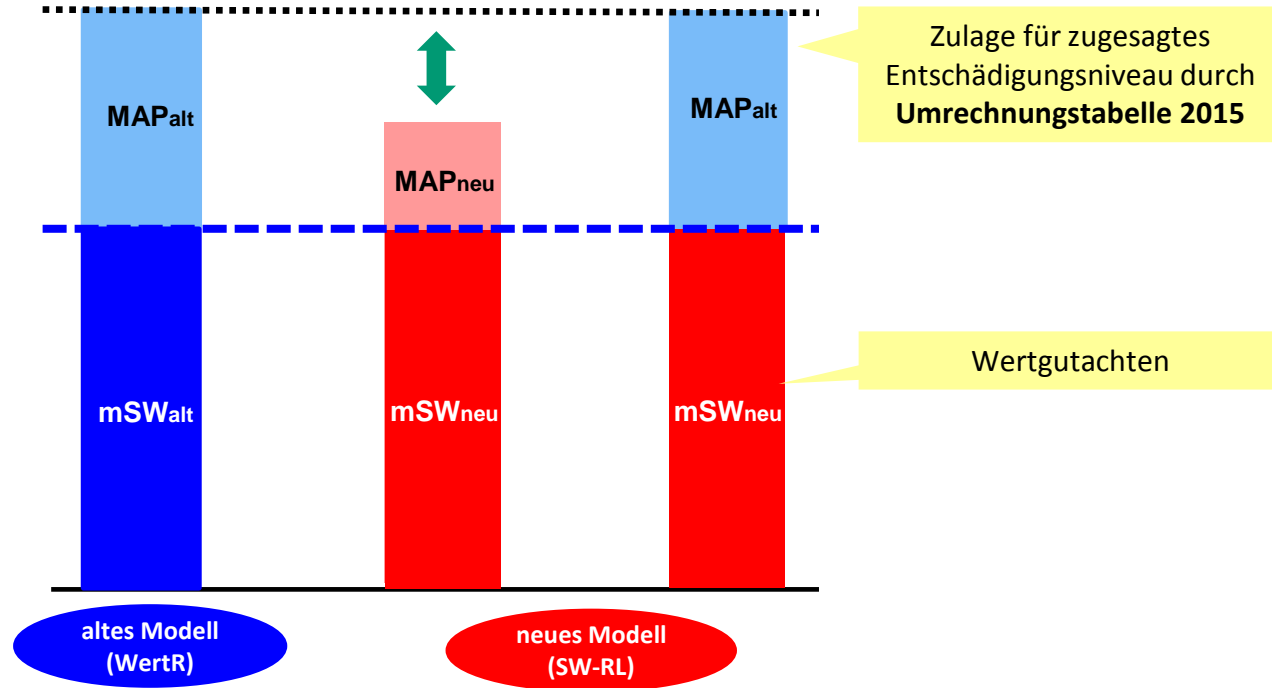 MAPalt
MAPneu
MAPalt
Zulage für zugesagtes
Entschädigungsniveau durch
Umrechnungstabelle 2015
Wertgutachten
mSWalt
mSWneu
mSWneu
altes Modell
(WertR)
neues Modell
(SW-RL)